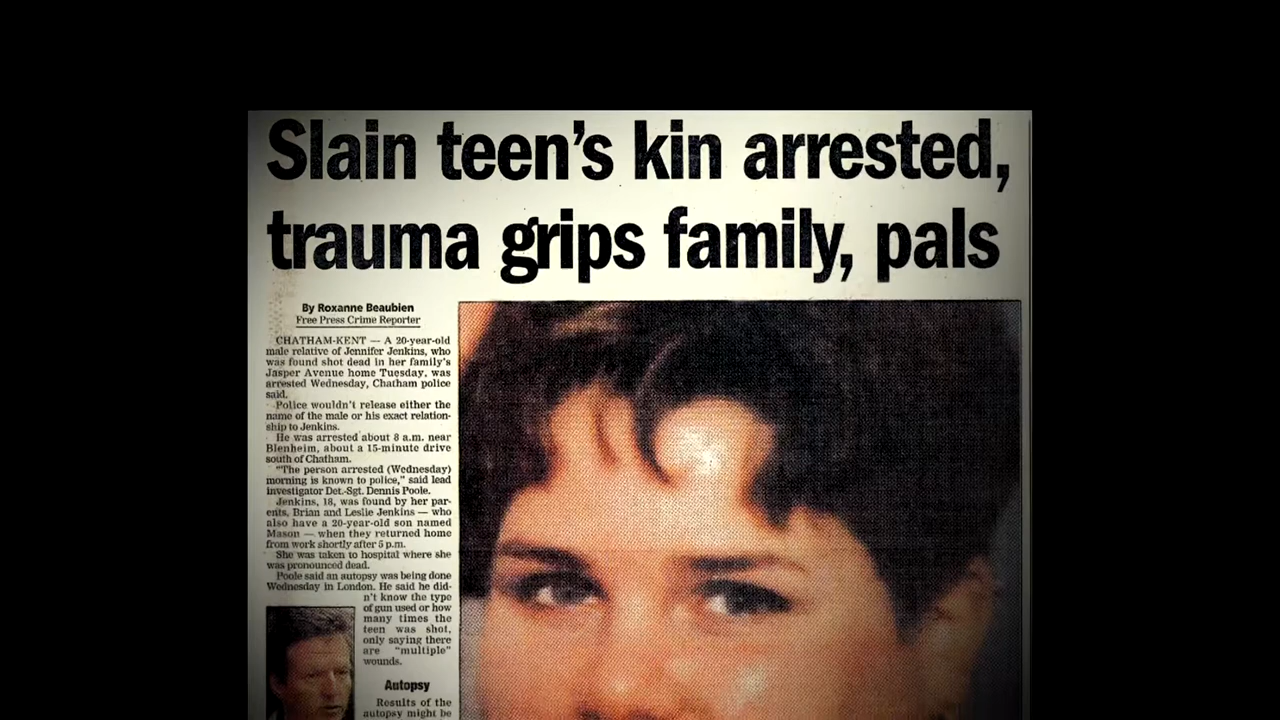 Slain teen's kin arrested,
trauma grips family, pals
By Roxanne Beaubien
Free Press Crime Reporter
CHATHAM-KENT — A 20-year-old
male relative of Jennifer Jenkins, who
was found shot dead in her family's
Jasper Avenue home Tuesday, was
arrested Wednesday, Chatham police
said.
Police wouldn't release either the
name of the male or his exact relation-
ship to Jenkins.
He was arrested about 8 a.m. near
Blenheim, about a 15-minute drive
south of Chatham.
"The person arrested (Wednesday)
morning is known to police," said lead
investigator Det.-Sgt. Dennis Poole.
Jenkins, 18, was found by her par-
ents, Brian and Leslie Jenkins — who
also have a 20-year-old son named
Mason — when they returned home
from work shortly after 5 p.m.
She was taken to hospital where she
was pronounced dead.
Poole said an autopsy was being done
Wednesday in London. He said he did-
n't know the type
of gun used or how
many times the
teen was shot,
only saying there
are "multiple"
wounds.
Autopsy
Results of the
autopsy might be